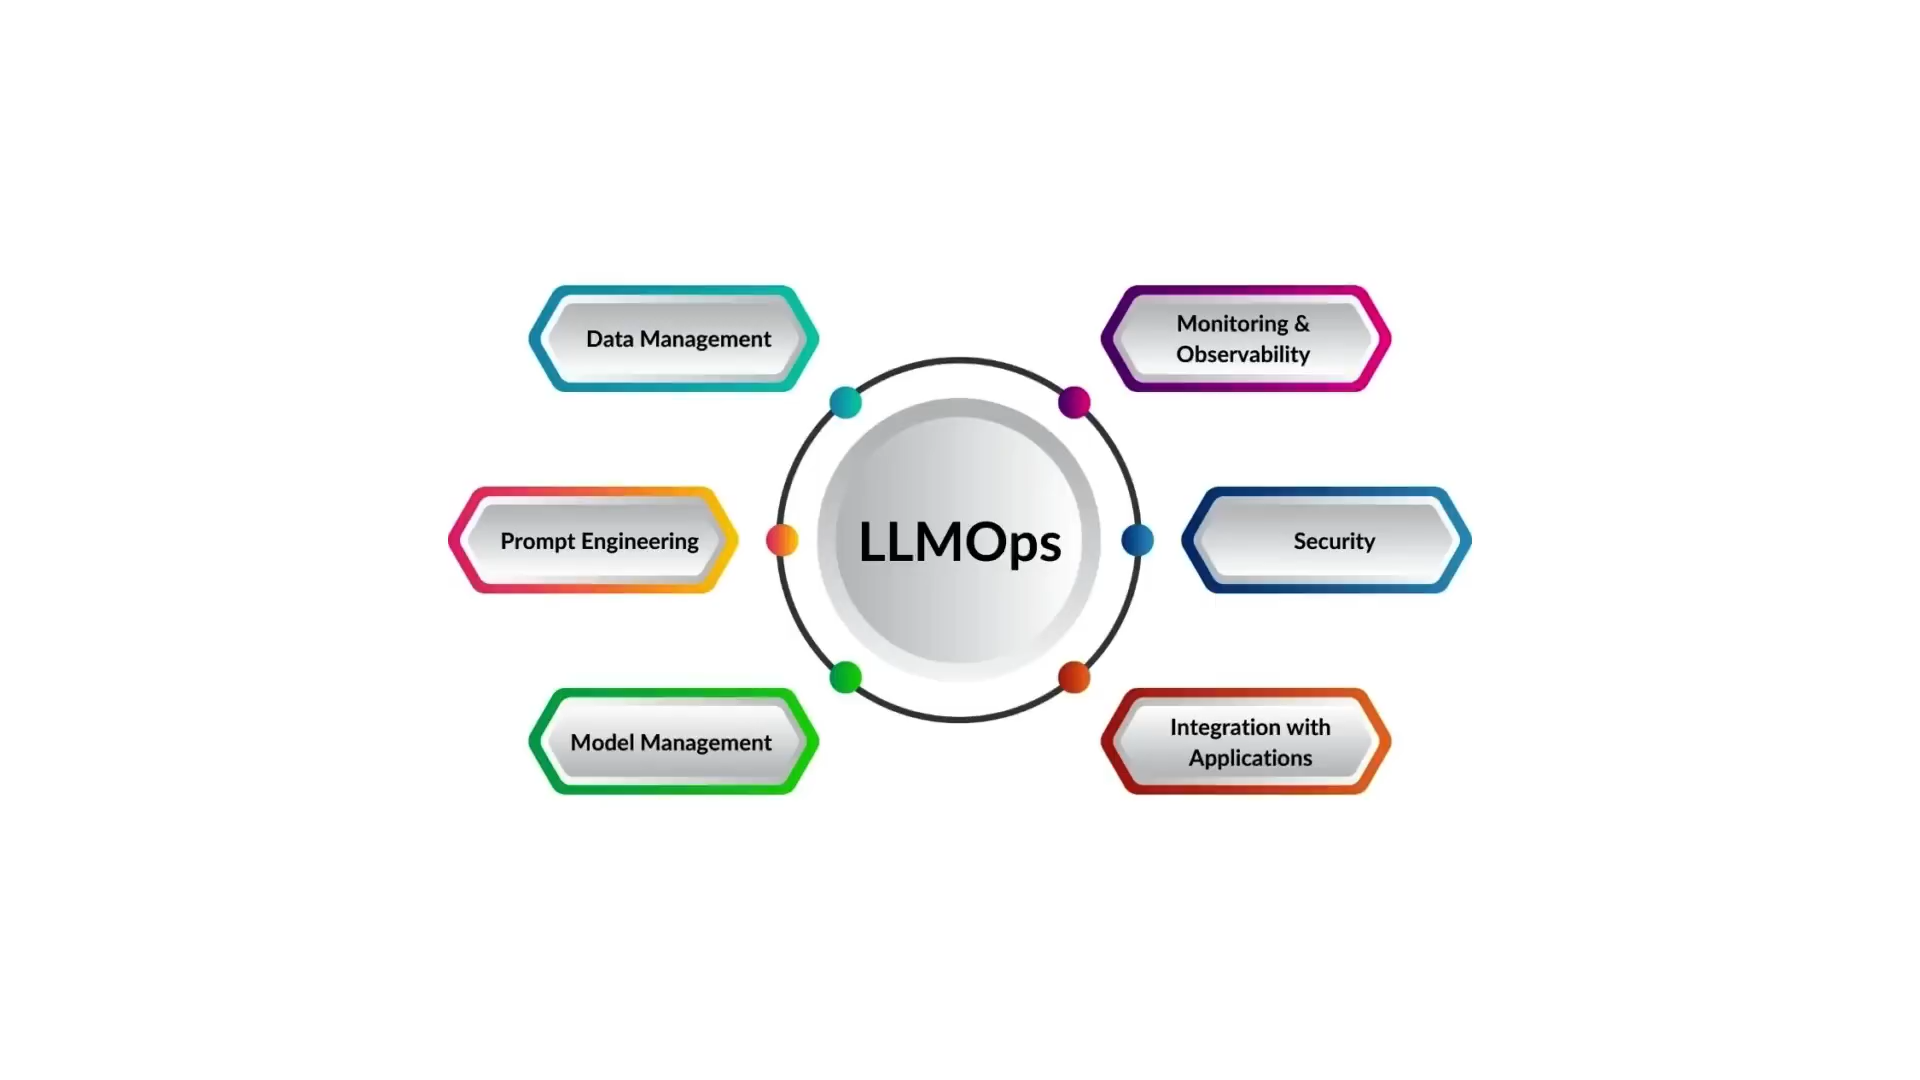 Data Management
Monitoring &
Observability
Prompt Engineering
LLMOps
Security
Model Management
Integration with
Applications